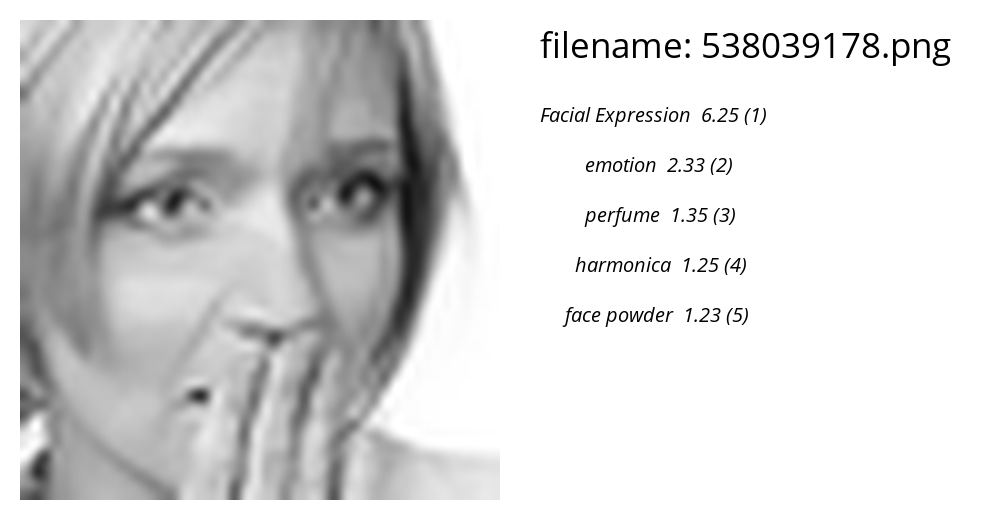 filename: 538039178.png
Facial Expression 6.25 (1)
emotion 2.33 (2)
perfume 1.35 (3)
harmonica 1.25 (4)
face powder 1.23 (5)